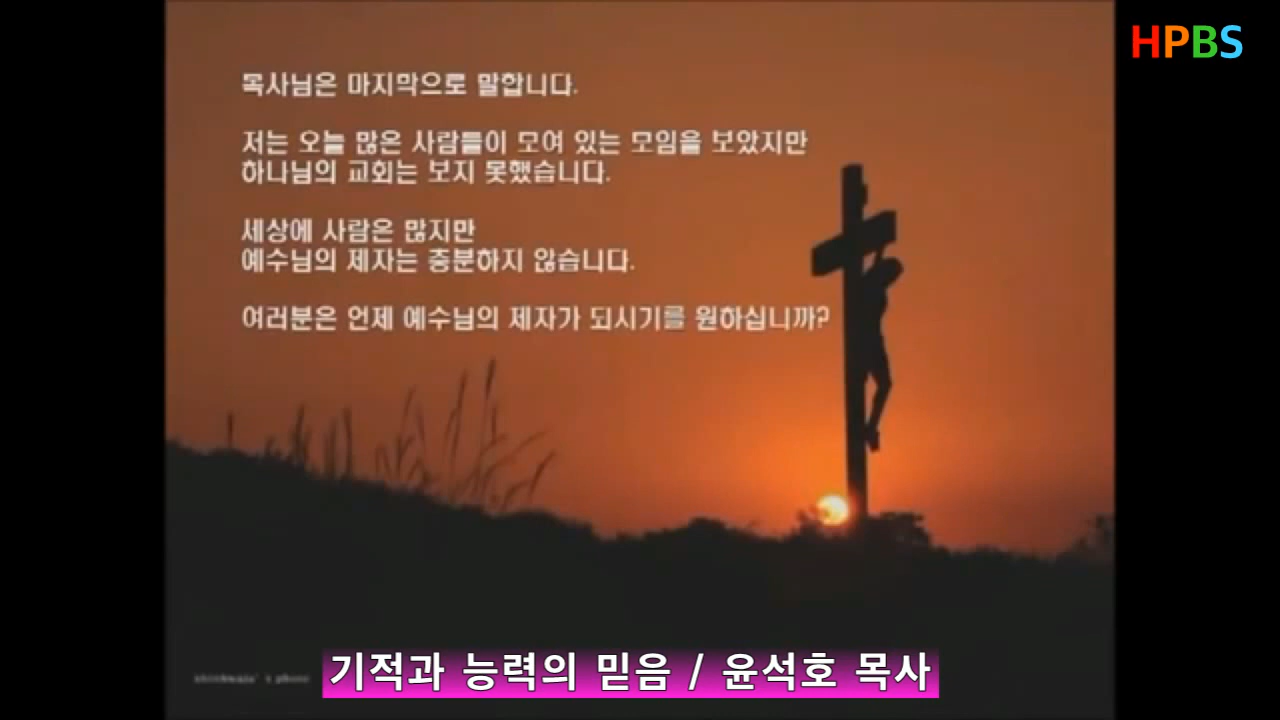 HPBS
목사님은 마지막으로 말합니다.
저는 오늘 많은 사람들이 모여 있는 모임을 보았지만
하나님의 교회는 보지 못했습니다.
세상에 사람은 많지만
예수님의 제자는 충분하지 않습니다.
여러분은 언제 예수님의 제자가 되시기를 원하십니까?
기적과 능력의 믿음 / 윤석호 목사